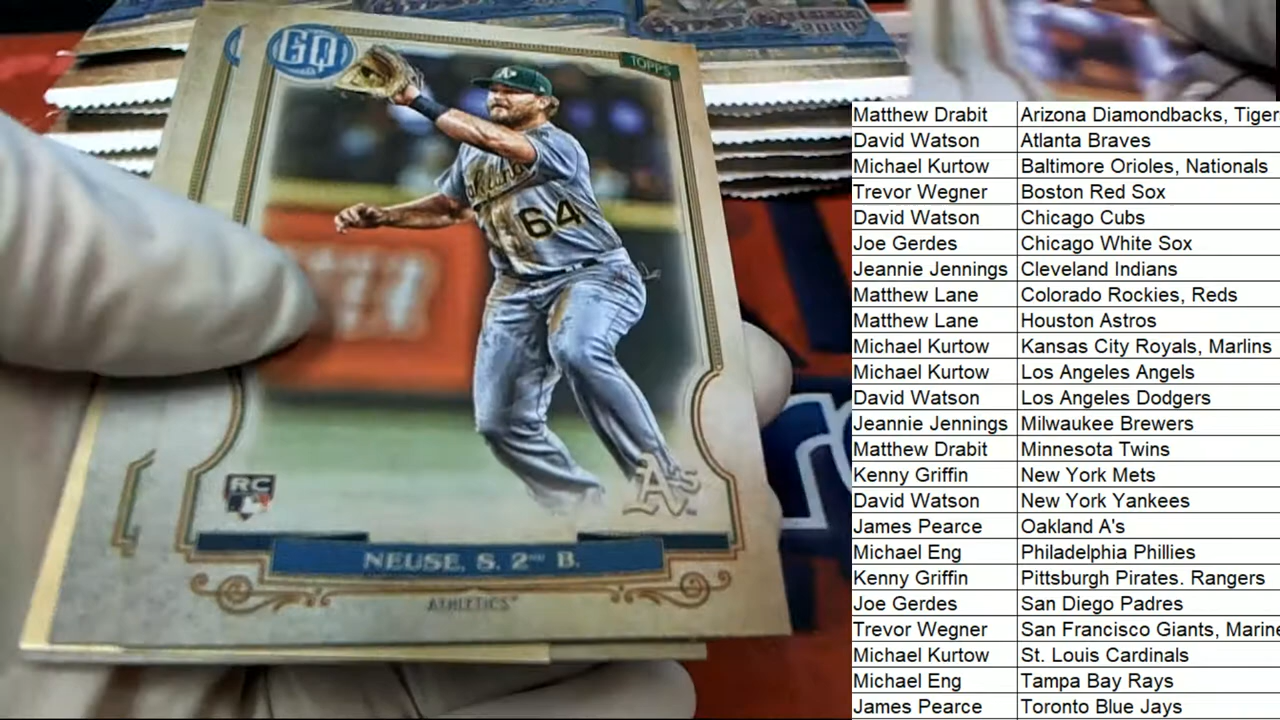 GQ
TOPPS
A's
Oakland
64
RC
A's
NEUSE, S. 2ND B.
ATHLETICS
Matthew Drabit Arizona Diamondbacks, Tiger
David Watson Atlanta Braves
Michael Kurtow Baltimore Orioles, Nationals
Trevor Wegner Boston Red Sox
David Watson Chicago Cubs
Joe Gerdes Chicago White Sox
Jeannie Jennings Cleveland Indians
Matthew Lane Colorado Rockies, Reds
Matthew Lane Houston Astros
Michael Kurtow Kansas City Royals, Marlins
Michael Kurtow Los Angeles Angels
David Watson Los Angeles Dodgers
Jeannie Jennings Milwaukee Brewers
Matthew Drabit Minnesota Twins
Kenny Griffin New York Mets
David Watson New York Yankees
James Pearce Oakland A's
Michael Eng Philadelphia Phillies
Kenny Griffin Pittsburgh Pirates. Rangers
Joe Gerdes San Diego Padres
Trevor Wegner San Francisco Giants, Marine
Michael Kurtow St. Louis Cardinals
Michael Eng Tampa Bay Rays
James Pearce Toronto Blue Jays